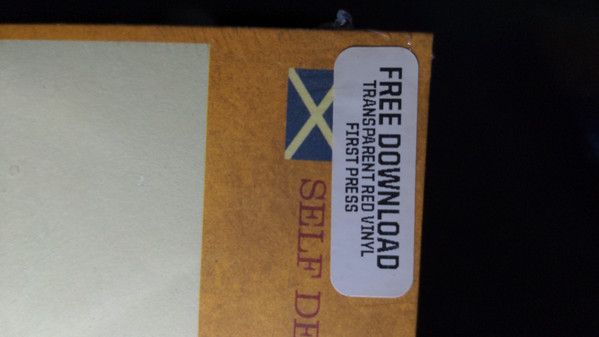 FREE DOWNLOAD
TRANSPARENT RED VINYL
FIRST PRESS
SELF DE